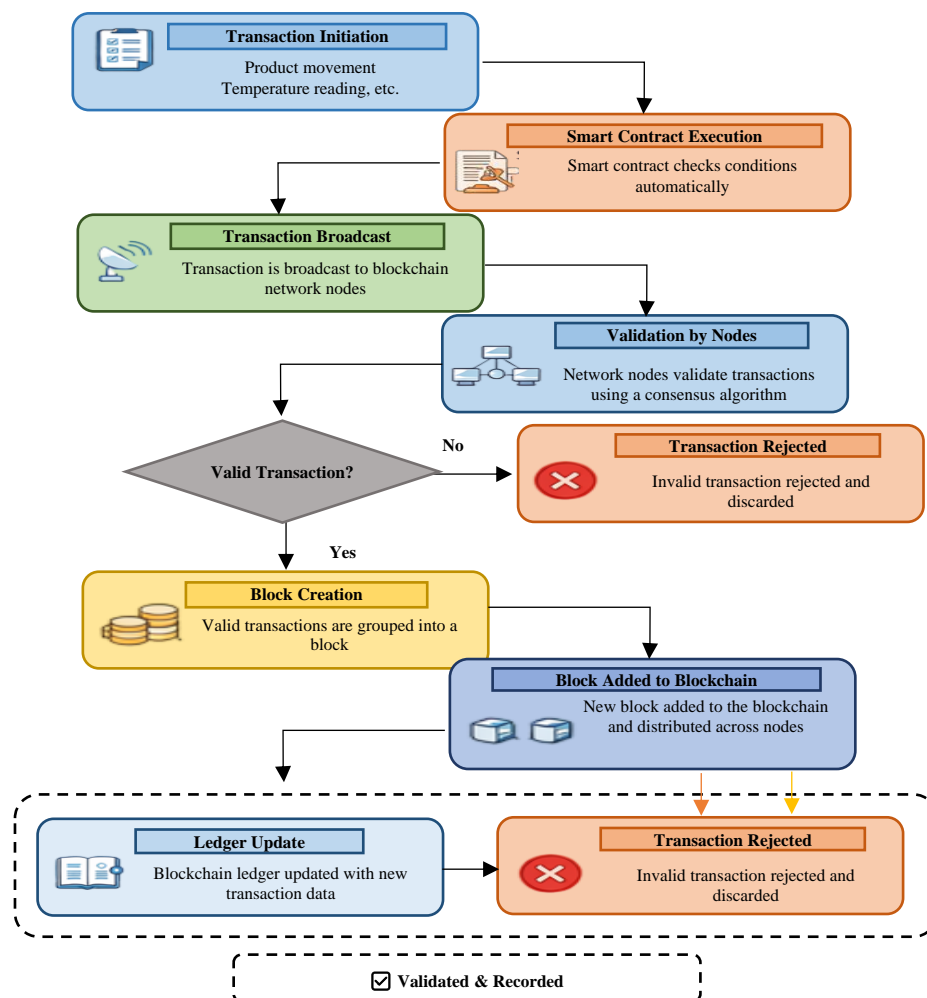 Transaction Initiation
Product movement
Temperature reading, etc.
Smart Contract Execution
Smart contract checks conditions
automatically
Transaction Broadcast
Transaction is broadcast to blockchain
network nodes
Validation by Nodes
Network nodes validate transactions
using a consensus algorithm
Valid Transaction?
No
Transaction Rejected
Invalid transaction rejected and
discarded
Yes
Block Creation
Valid transactions are grouped into a
block
Block Added to Blockchain
New block added to the blockchain
and distributed across nodes
Ledger Update
Blockchain ledger updated with new
transaction data
Transaction Rejected
Invalid transaction rejected and
discarded
☑ Validated & Recorded